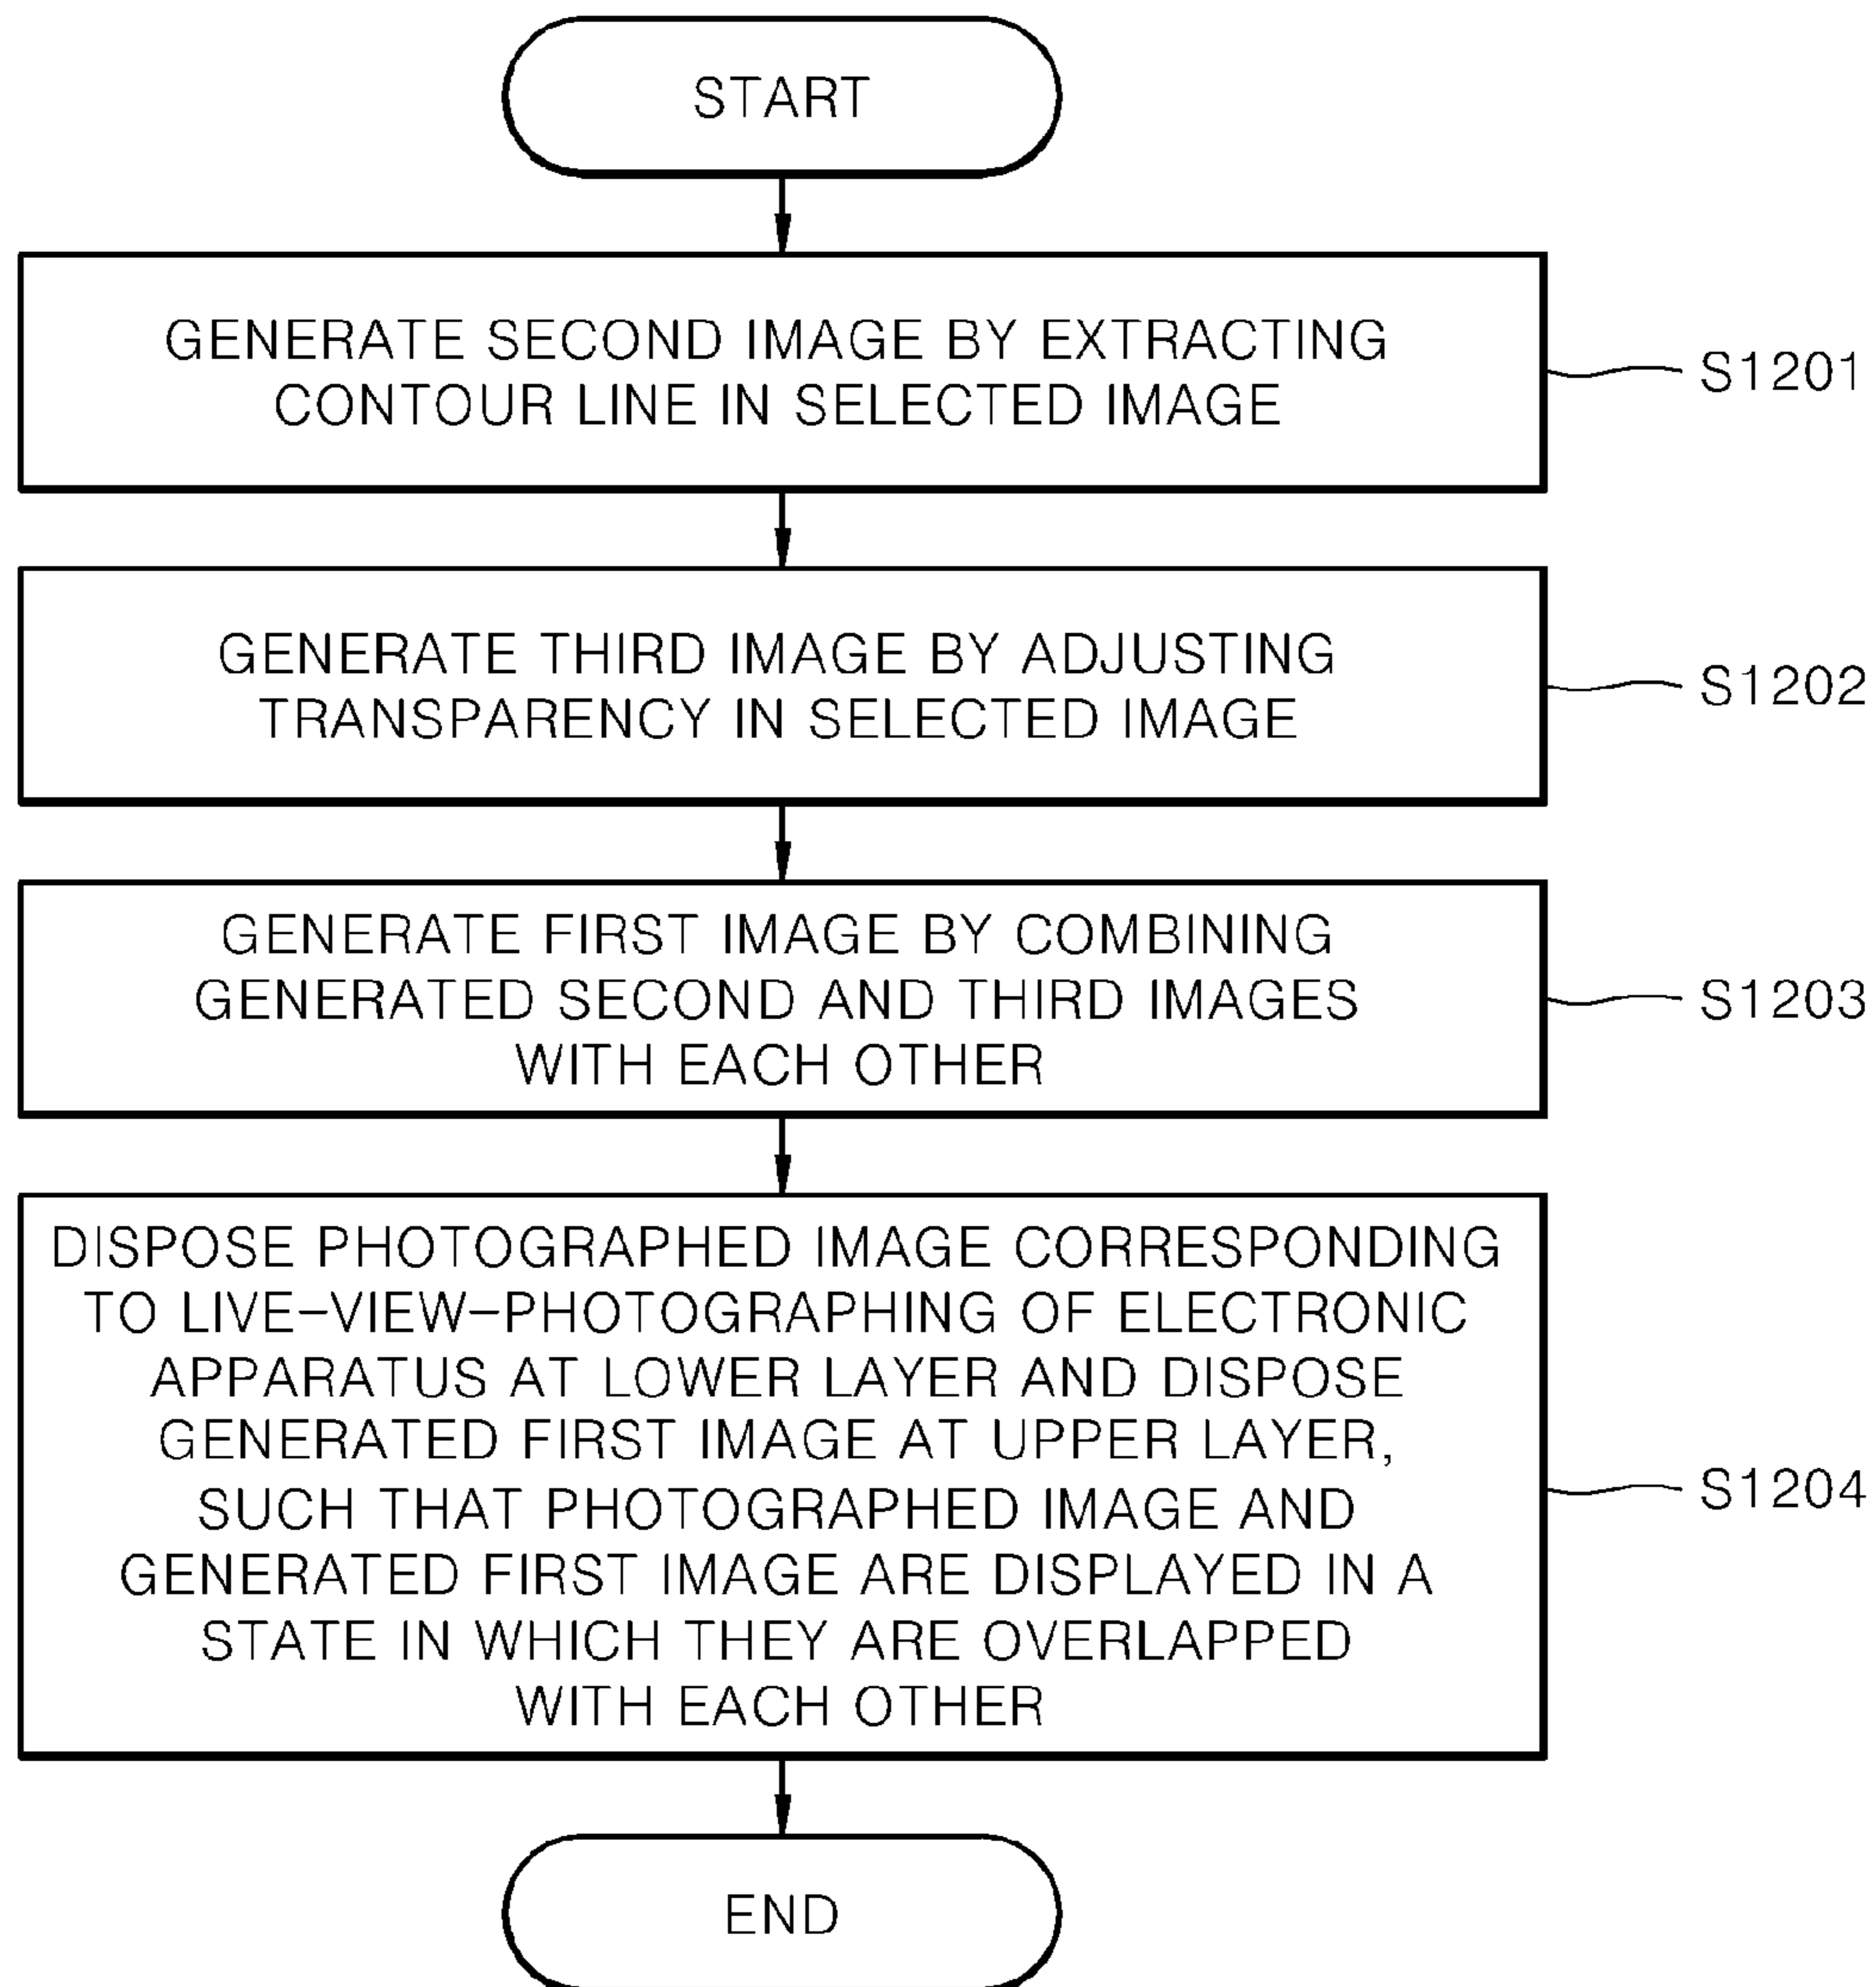 START
GENERATE SECOND IMAGE BY EXTRACTING
CONTOUR LINE IN SELECTED IMAGE
S1201
GENERATE THIRD IMAGE BY ADJUSTING
TRANSPARENCY IN SELECTED IMAGE
S1202
GENERATE FIRST IMAGE BY COMBINING
GENERATED SECOND AND THIRD IMAGES
WITH EACH OTHER
S1203
DISPOSE PHOTOGRAPHED IMAGE CORRESPONDING
TO LIVE-VIEW-PHOTOGRAPHING OF ELECTRONIC
APPARATUS AT LOWER LAYER AND DISPOSE
GENERATED FIRST IMAGE AT UPPER LAYER,
SUCH THAT PHOTOGRAPHED IMAGE AND
GENERATED FIRST IMAGE ARE DISPLAYED IN A
STATE IN WHICH THEY ARE OVERLAPPED
WITH EACH OTHER
S1204
END